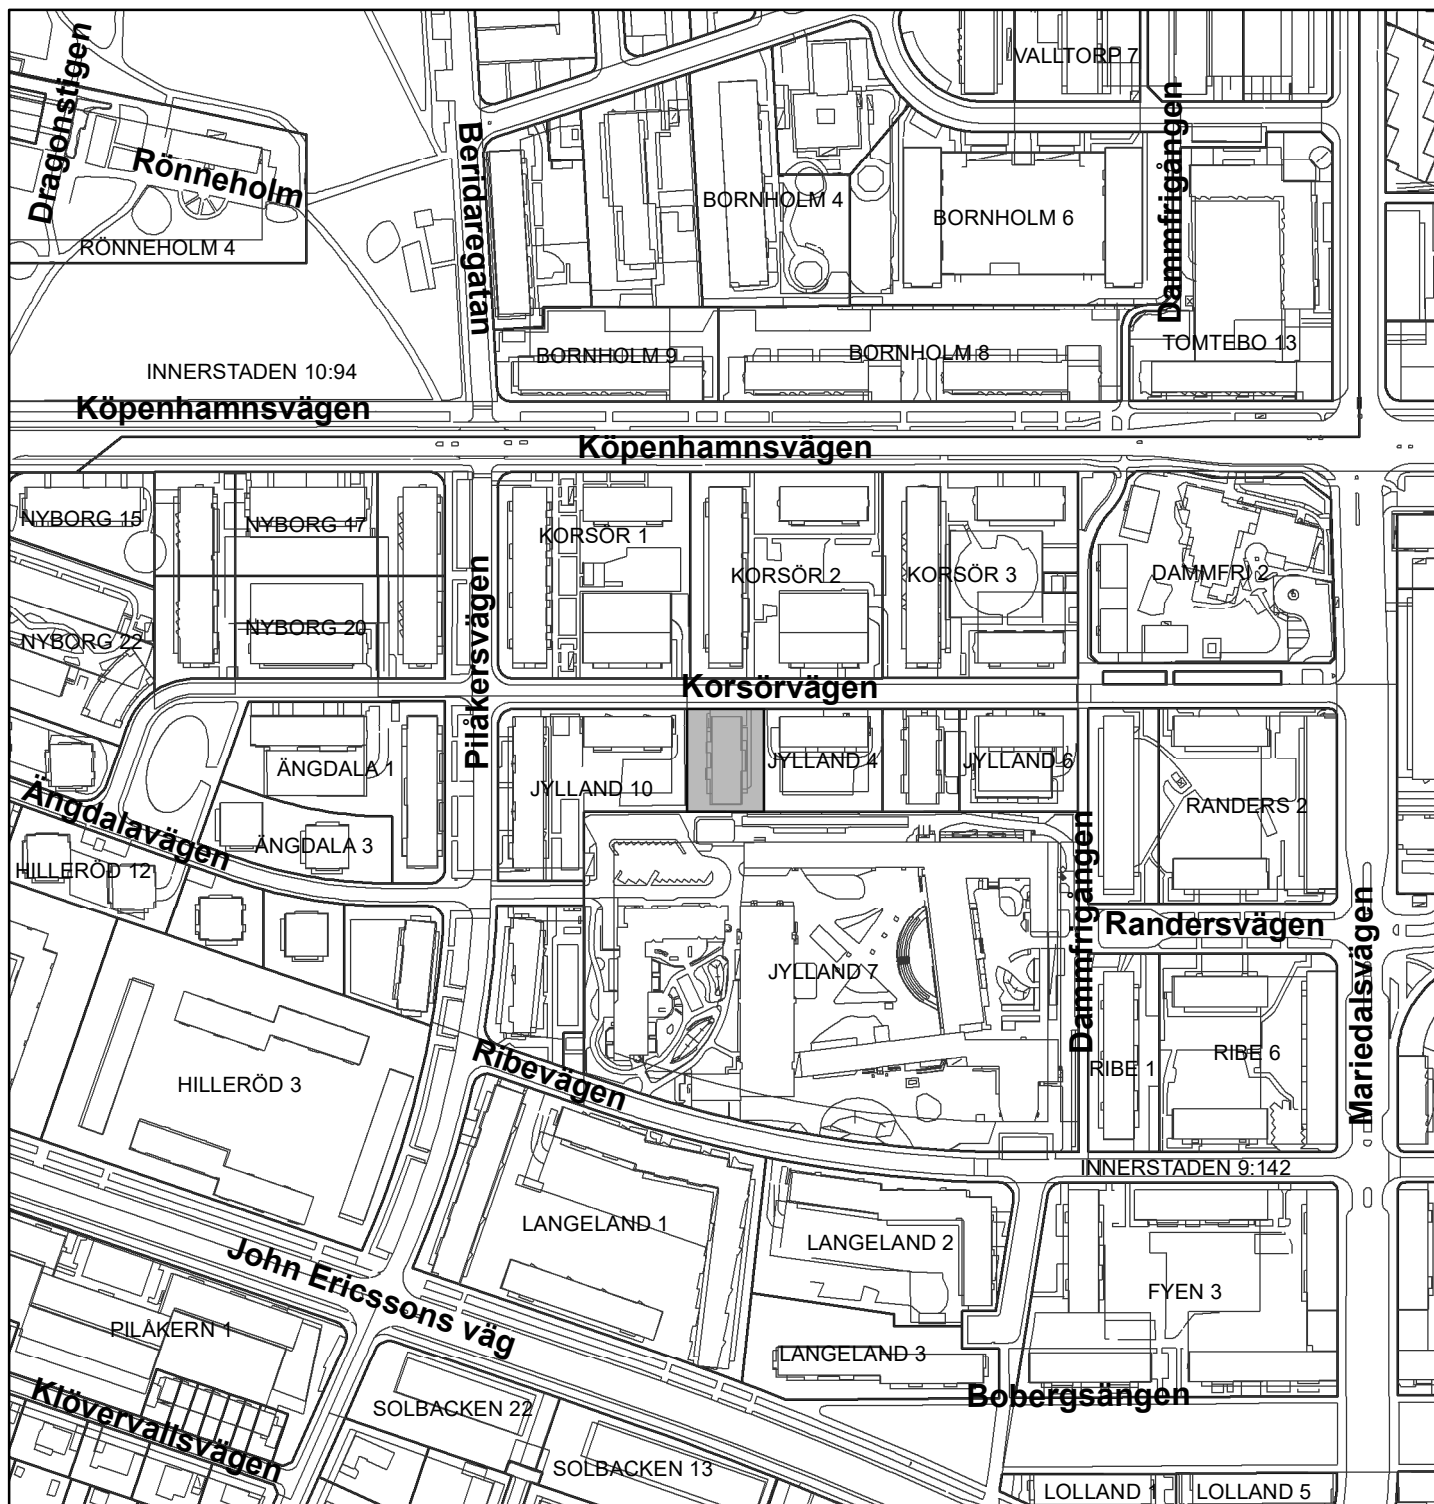 VALLTORP 7
Dragonstigen
Rönneholm
Beridaregatan
Dammfrigången
BORNHOLM 4
BORNHOLM 6
RÖNNEHOLM 4
BORNHOLM 9
BORNHOLM 8
TOMTEBO 13
INNERSTADEN 10:94
Köpenhamnsvägen
Köpenhamnsvägen
NYBORG 15
NYBORG 17
KORSÖR 1
KORSÖR 2
KORSÖR 3
DAMMFRI 2
NYBORG 22
NYBORG 20
Pilåkersvägen
Korsörvägen
ÄNGDALA 1
JYLLAND 10
JYLLAND 4
JYLLAND 6
RANDERS 2
Ängdalavägen
ÄNGDALA 3
HILLERÖD 12
Dammfrigången
Randersvägen
Mariedalsvägen
JYLLAND 7
HILLERÖD 3
Ribevägen
RIBE 1
RIBE 6
INNERSTADEN 9:142
LANGELAND 1
LANGELAND 2
FYEN 3
John Ericssons väg
PILÅKERN 1
LANGELAND 3
Bobergsängen
Klövervallsvägen
SOLBACKEN 22
SOLBACKEN 13
LOLLAND 1
LOLLAND 5